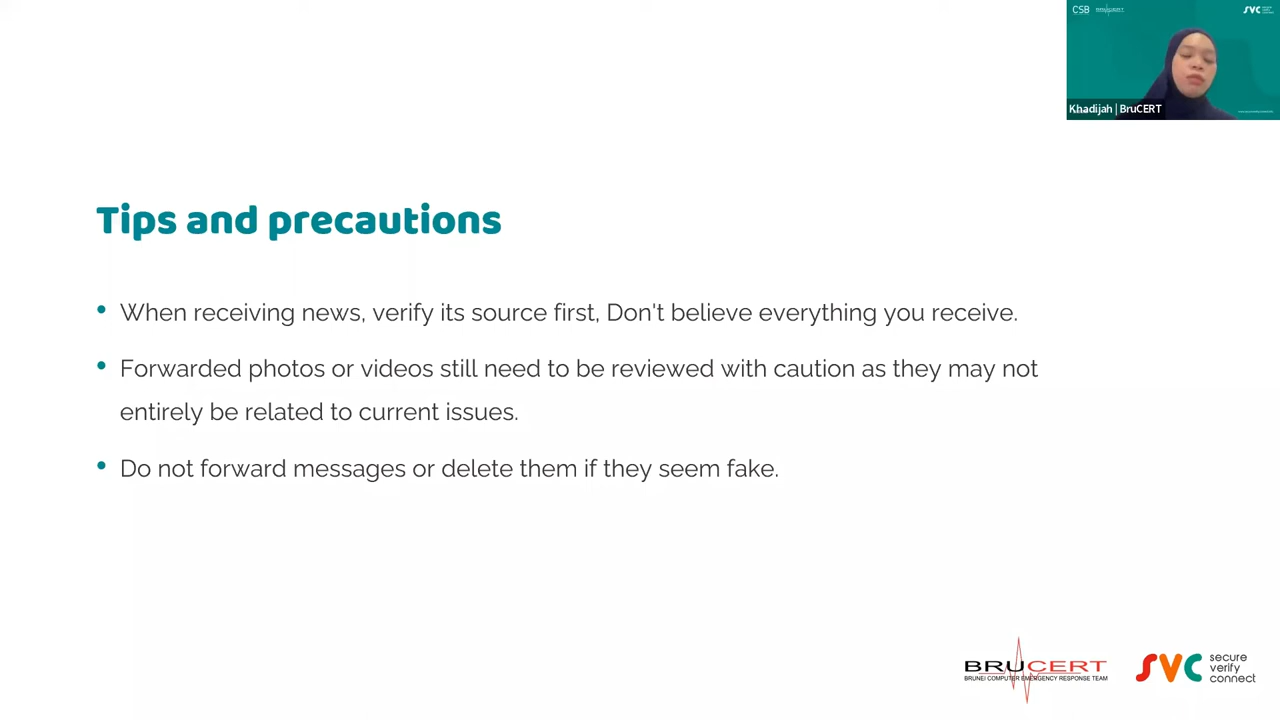 CSB
SVC
Khadijah | BruCERT
Tips and precautions
• When receiving news, verify its source first, Don't believe everything you receive.
• Forwarded photos or videos still need to be reviewed with caution as they may not
entirely be related to current issues.
• Do not forward messages or delete them if they seem fake.
BRUCERT
BRUNEI COMPUTER EMERGENCY RESPONSE TEAM
SVC
secure
verify
connect